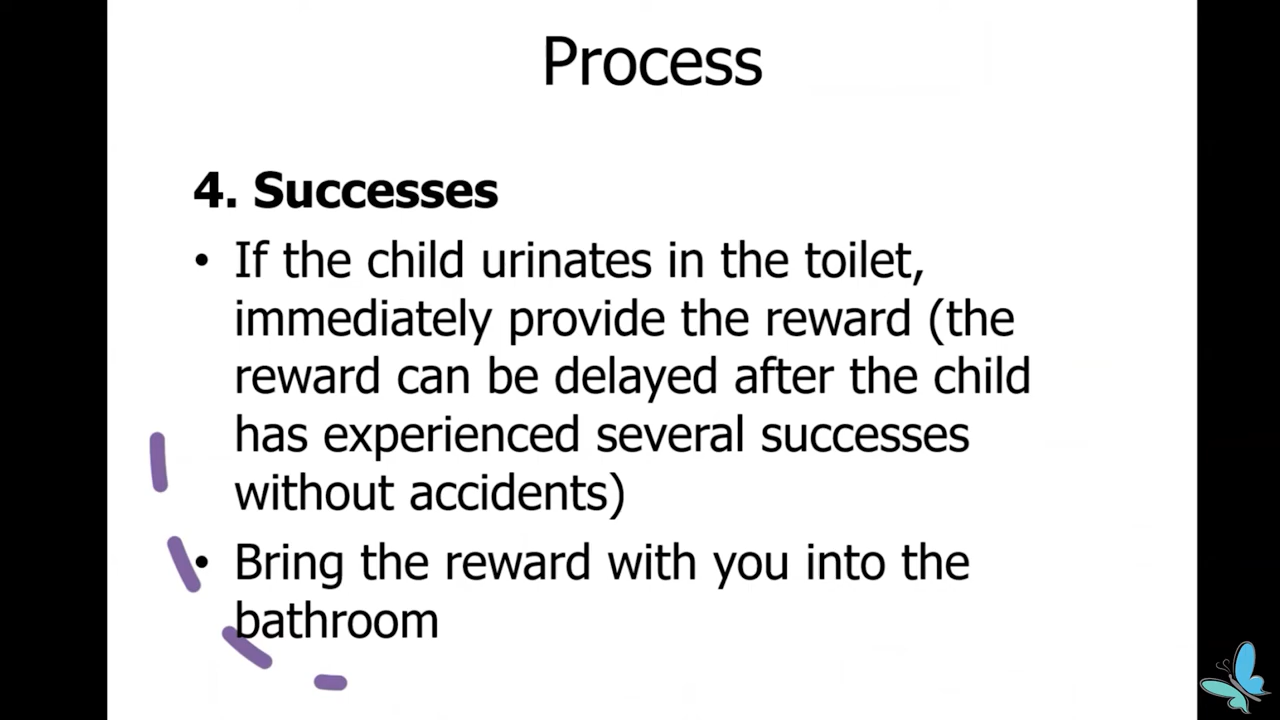 Process
4. Successes
• If the child urinates in the toilet,
immediately provide the reward (the
reward can be delayed after the child
has experienced several successes
without accidents)
• Bring the reward with you into the
bathroom